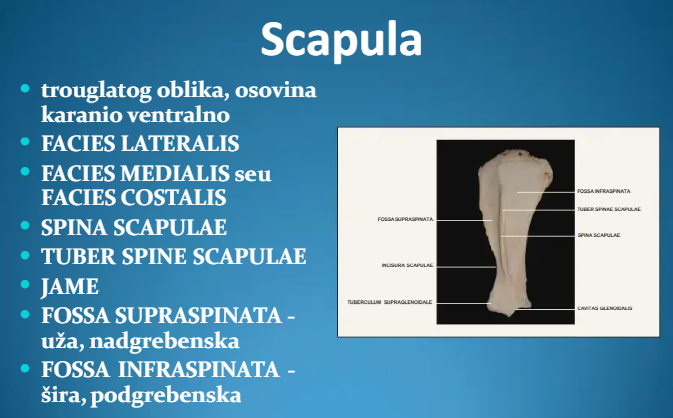 Scapula
trouglatog oblika, osovina
karanio ventralno
FACIES LATERALIS
FACIES MEDIALIS seu
FACIES COSTALIS
SPINA SCAPULAE
TUBER SPINE SCAPULAE
JAME
FOSSA SUPRASPINATA -
uža, nadgrebenska
FOSSA INFRASPINATA -
šira, podgrebenska
FOSSA INFRASPINATA
TUBER SPINAE SCAPULAE
FOSSA SUPRASPINATA
SPINA SCAPULAE
INCISURA SCAPULAE
TUBERCULUM SUPRAGLENOIDALE
CAVITAS GLENOIDALIS